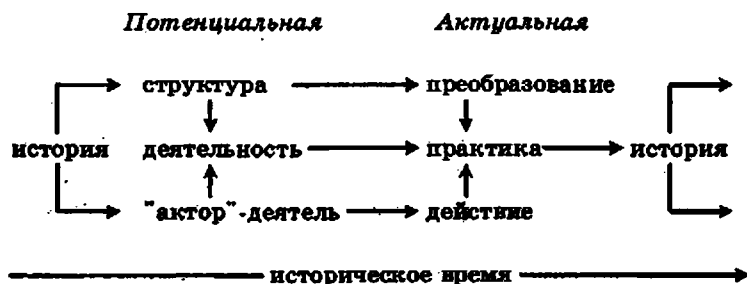 Потенциальная Актуальная
структура преобразование
история деятельность практика история
"актор"-деятель действие
историческое время